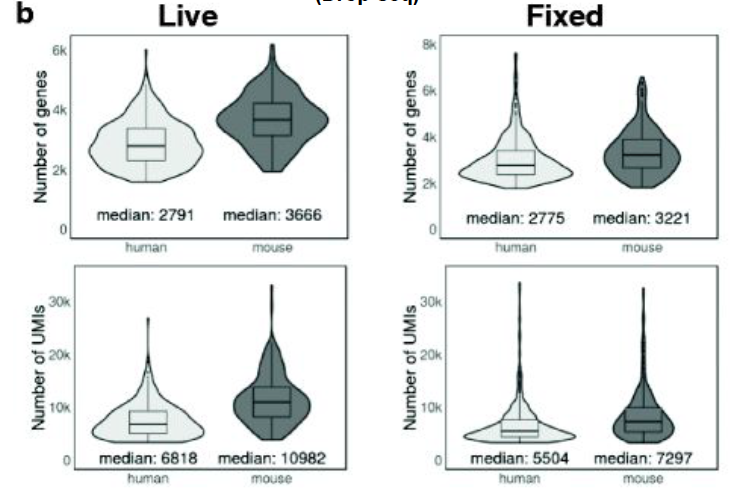 b
Live
Fixed
Number of genes
6k
4k
2k
0
median: 2791
median: 3666
human
mouse
Number of genes
8k
6k
4k
2k
0
median: 2775
median: 3221
human
mouse
Number of UMIs
30k
20k
10k
0
median: 6818
median: 10982
human
mouse
Number of UMIs
30k
20k
10k
0
median: 5504
median: 7297
human
mouse